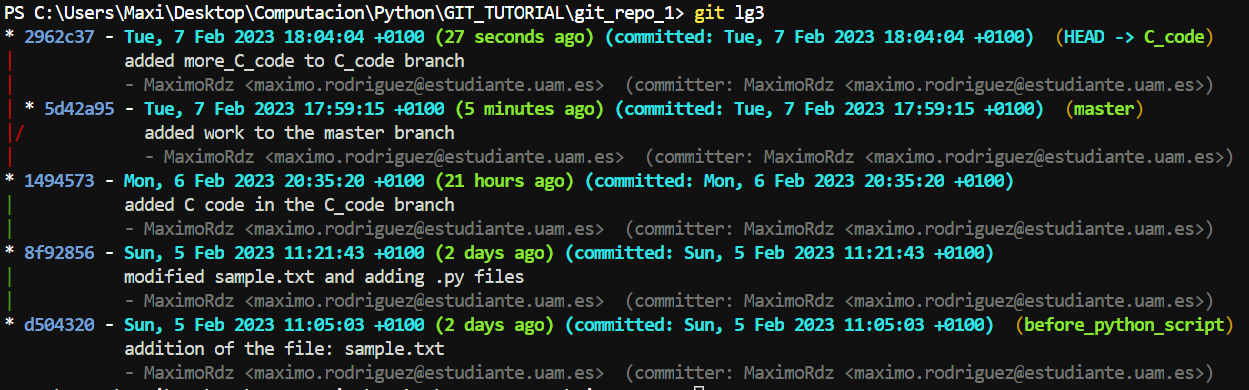 PS C:\Users\Maxi\Desktop\Computacion\Python\GIT_TUTORIAL\git_repo_1> git lg3
* 2962c37 - Tue, 7 Feb 2023 18:04:04 +0100 (27 seconds ago) (committed: Tue, 7 Feb 2023 18:04:04 +0100)  (HEAD -> C_code)
|           added more_C_code to C_code branch
|           - MaximoRdz <maximo.rodriguez@estudiante.uam.es>  (committer: MaximoRdz <maximo.rodriguez@estudiante.uam.es>)
| * 5d42a95 - Tue, 7 Feb 2023 17:59:15 +0100 (5 minutes ago) (committed: Tue, 7 Feb 2023 17:59:15 +0100)  (master)
|/            added work to the master branch
|             - MaximoRdz <maximo.rodriguez@estudiante.uam.es>  (committer: MaximoRdz <maximo.rodriguez@estudiante.uam.es>)
* 1494573 - Mon, 6 Feb 2023 20:35:20 +0100 (21 hours ago) (committed: Mon, 6 Feb 2023 20:35:20 +0100)
|           added C code in the C_code branch
|           - MaximoRdz <maximo.rodriguez@estudiante.uam.es>  (committer: MaximoRdz <maximo.rodriguez@estudiante.uam.es>)
* 8f92856 - Sun, 5 Feb 2023 11:21:43 +0100 (2 days ago) (committed: Sun, 5 Feb 2023 11:21:43 +0100)
|           modified sample.txt and adding .py files
|           - MaximoRdz <maximo.rodriguez@estudiante.uam.es>  (committer: MaximoRdz <maximo.rodriguez@estudiante.uam.es>)
* d504320 - Sun, 5 Feb 2023 11:05:03 +0100 (2 days ago) (committed: Sun, 5 Feb 2023 11:05:03 +0100)  (before_python_script)
            addition of the file: sample.txt
            - MaximoRdz <maximo.rodriguez@estudiante.uam.es>  (committer: MaximoRdz <maximo.rodriguez@estudiante.uam.es>)